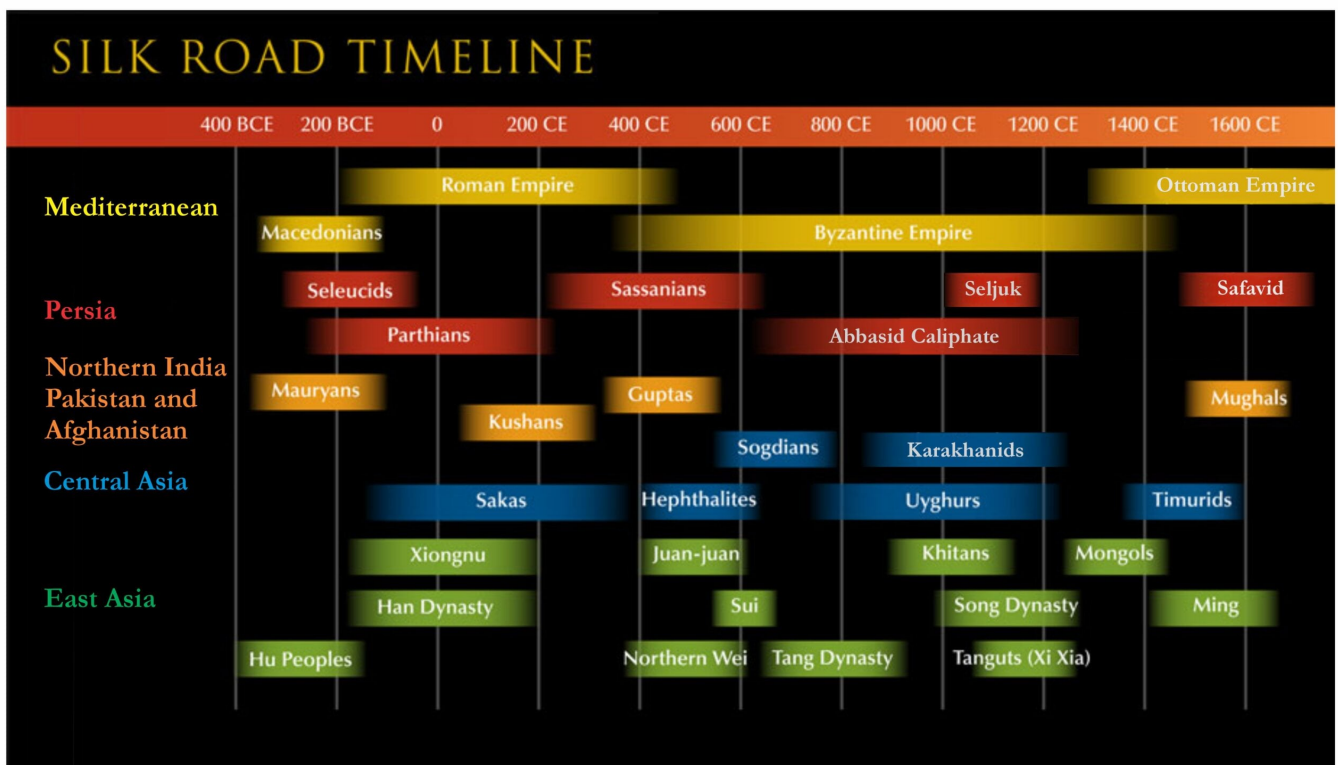 SILK ROAD TIMELINE
400 BCE 200 BCE 0 200 CE 400 CE 600 CE 800 CE 1000 CE 1200 CE 1400 CE 1600 CE
Mediterranean
Roman Empire Ottoman Empire
Macedonians Byzantine Empire
Persia
Seleucids Sassanians Seljuk Safavid
Parthians Abbasid Caliphate
Northern India
Pakistan and
Afghanistan
Mauryans Guptas Mughals
Kushans
Central Asia
Sogdians Karakhanids
Sakas Hephthalites Uyghurs Timurids
East Asia
Xiongnu Juan-juan Khitans Mongols
Han Dynasty Sui Song Dynasty Ming
Hu Peoples Northern Wei Tang Dynasty Tanguts (Xi Xia)